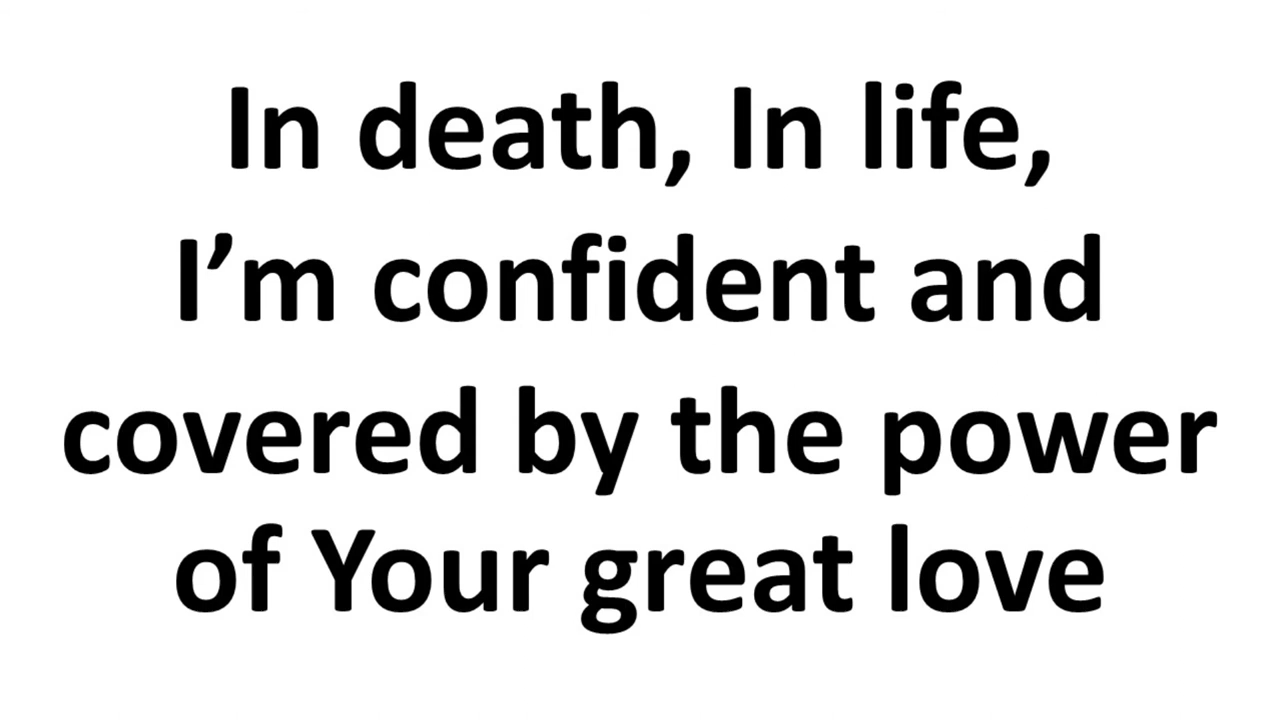 In death, In life,
I’m confident and
covered by the power
of Your great love